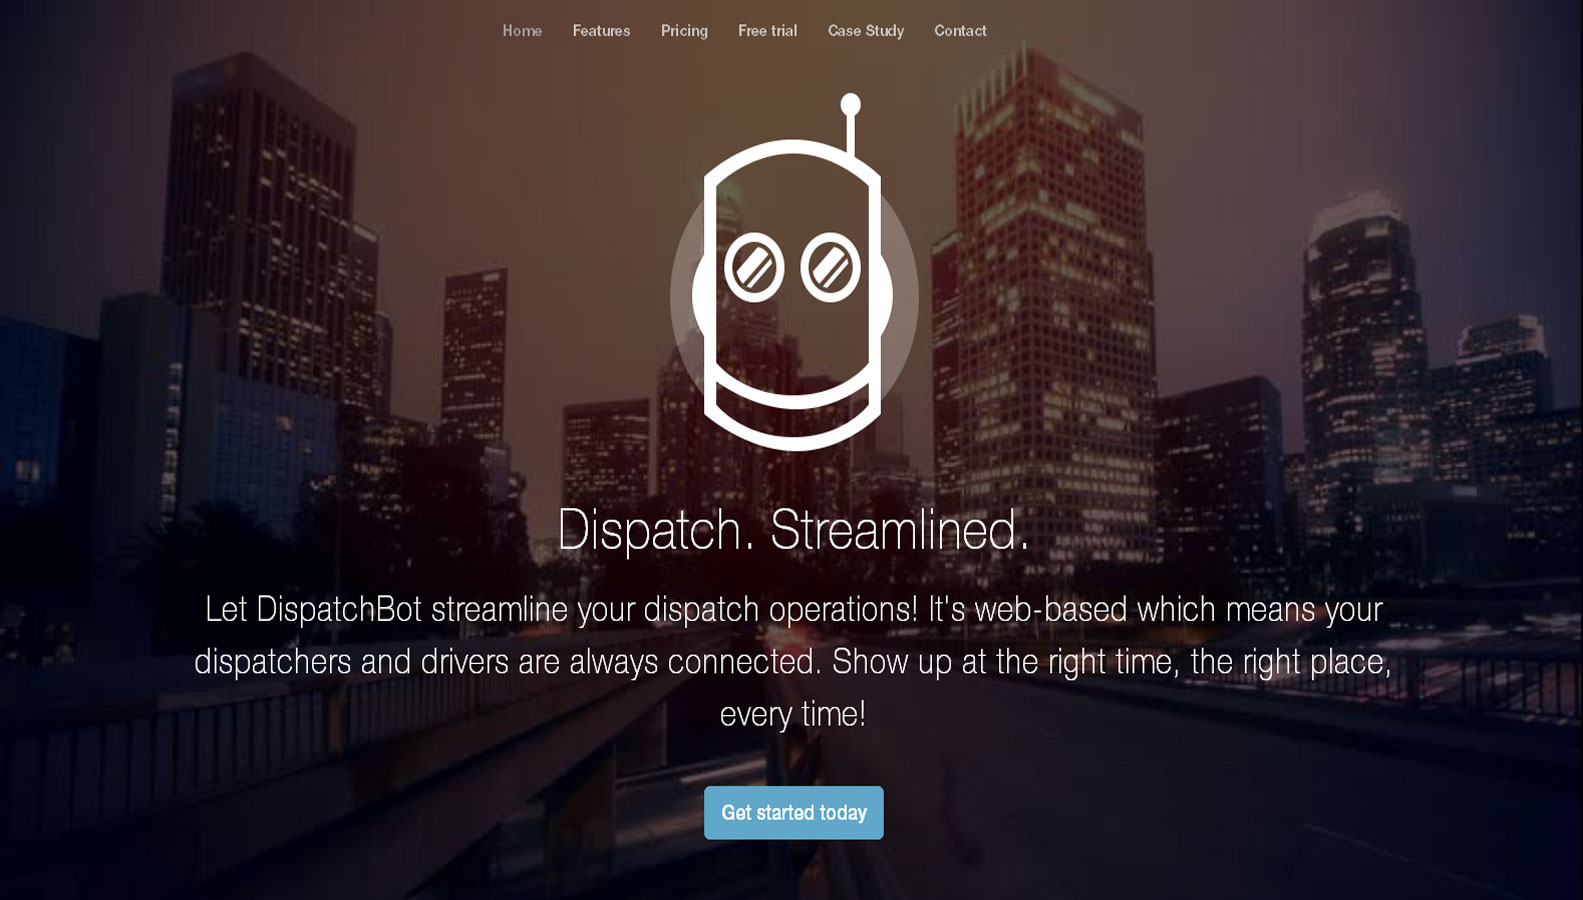 Home Features Pricing Free trial Case Study Contact
Dispatch. Streamlined.
Let DispatchBot streamline your dispatch operations! It's web-based which means your
dispatchers and drivers are always connected. Show up at the right time, the right place,
every time!
Get started today